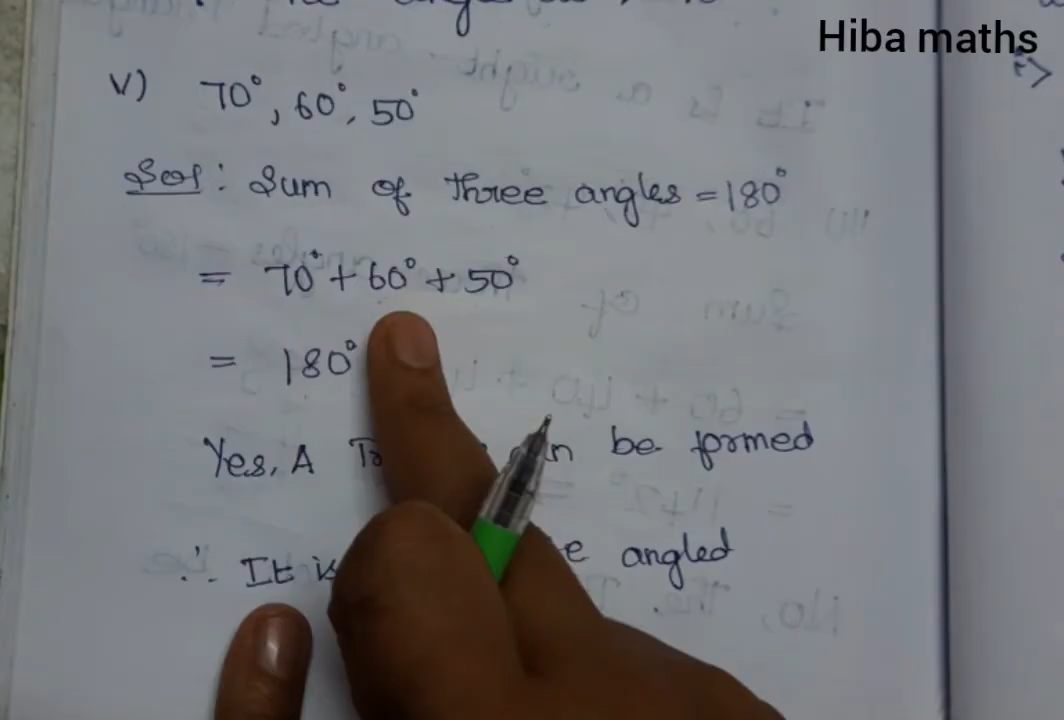 Hiba maths
v) 70°, 60°, 50°
Sol: Sum of three angles = 180°
= 70° + 60° + 50°
= 180°
Yes, A be formed
∴ It is angled